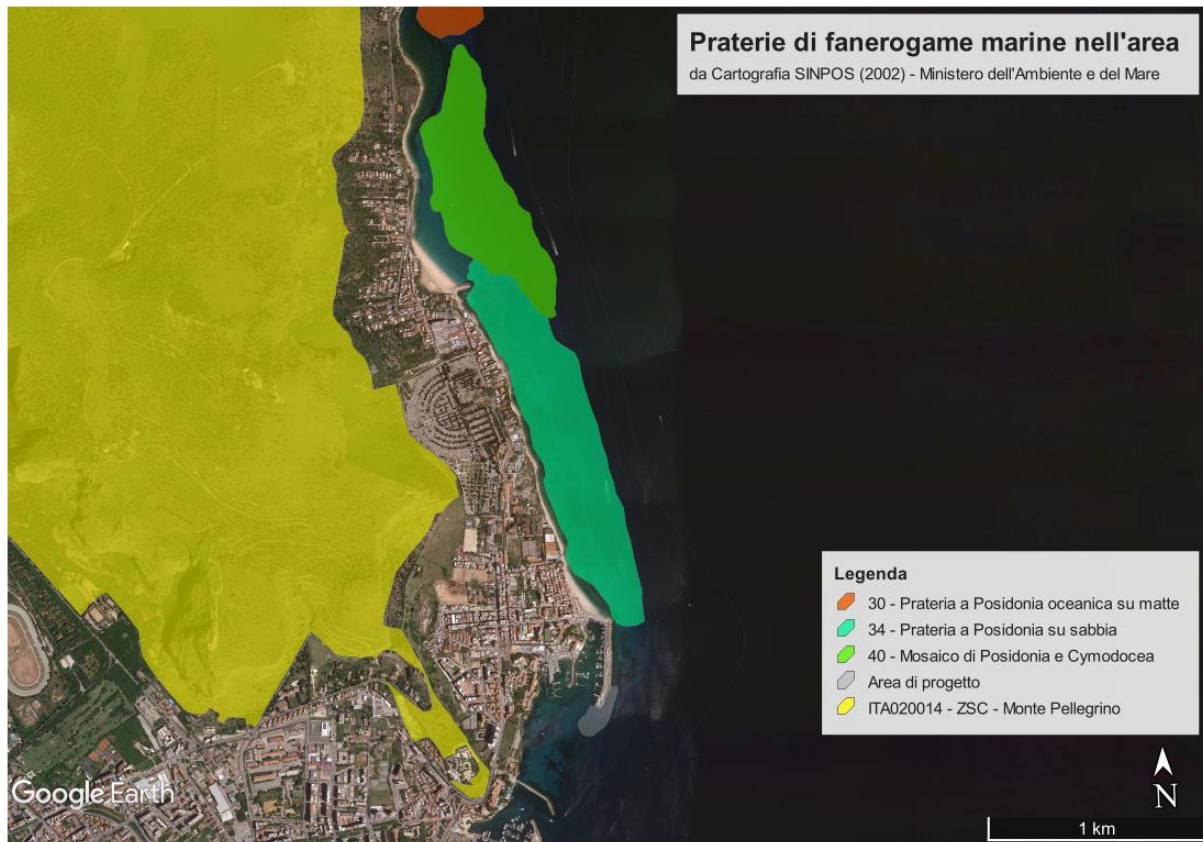 Praterie di fanerogame marine nell'area
da Cartografia SINPOS (2002) - Ministero dell'Ambiente e del Mare
Legenda
30 - Prateria a Posidonia oceanica su matte
34 - Prateria a Posidonia su sabbia
40 - Mosaico di Posidonia e Cymodocea
Area di progetto
ITA020014 - ZSC - Monte Pellegrino
Google Earth
N
1 km